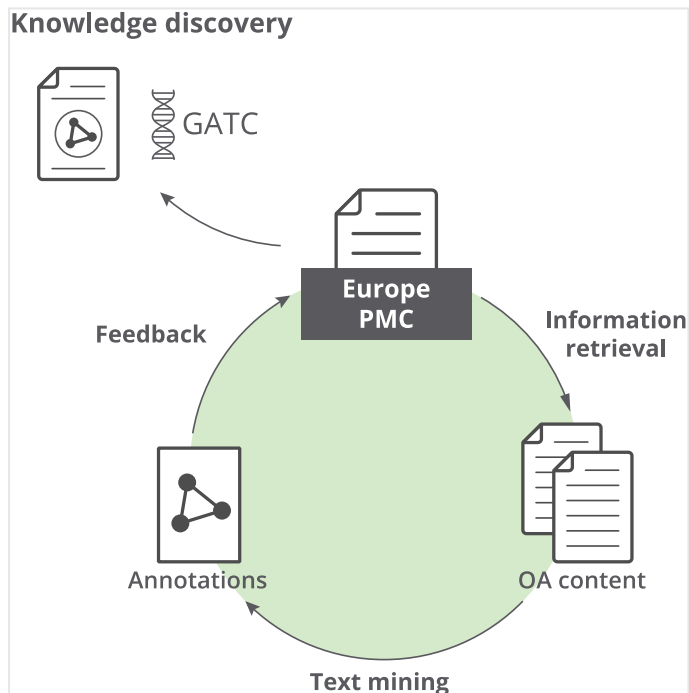 Knowledge discovery
GATC
Europe
PMC
Feedback
Information
retrieval
Annotations
OA content
Text mining